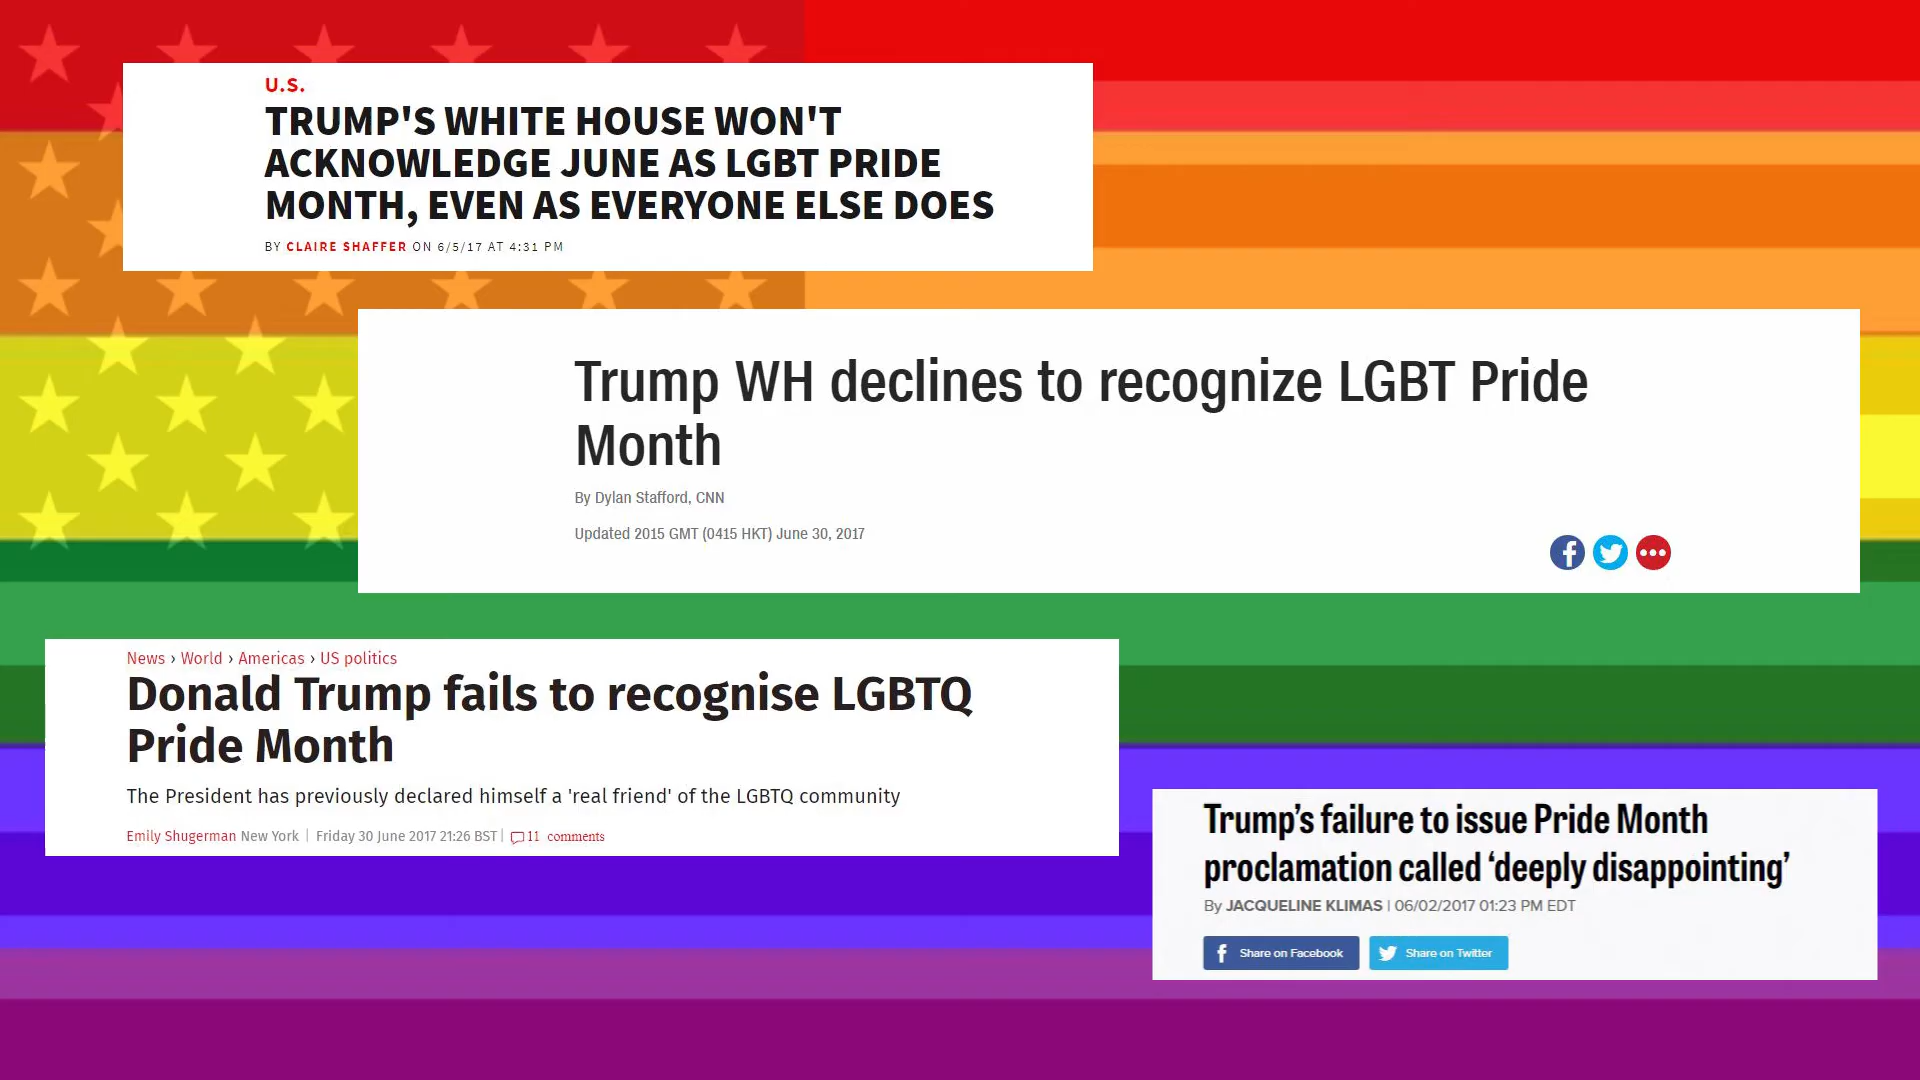 U.S.
TRUMP'S WHITE HOUSE WON'T
ACKNOWLEDGE JUNE AS LGBT PRIDE
MONTH, EVEN AS EVERYONE ELSE DOES
BY CLAIRE SHAFFER ON 6/5/17 AT 4:31 PM
Trump WH declines to recognize LGBT Pride
Month
By Dylan Stafford, CNN
Updated 2015 GMT (0415 HKT) June 30, 2017
News › World › Americas › US politics
Donald Trump fails to recognise LGBTQ
Pride Month
The President has previously declared himself a 'real friend' of the LGBTQ community
Emily Shugerman New York | Friday 30 June 2017 21:26 BST | 11 comments
Trump’s failure to issue Pride Month
proclamation called ‘deeply disappointing’
By JACQUELINE KLIMAS | 06/02/2017 01:23 PM EDT
Share on Facebook Share on Twitter